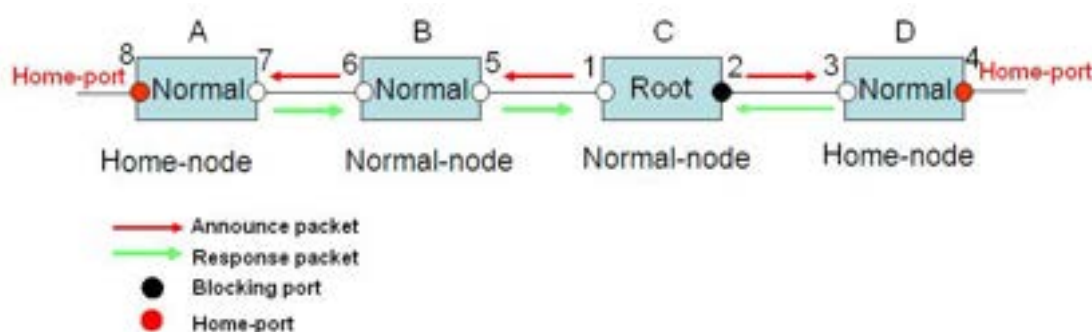 A B C D
8 7 6 5 1 2 3 4
Home-port Normal Normal Root Normal Home-port
Home-node Normal-node Normal-node Home-node
Announce packet
Response packet
Blocking port
Home-port